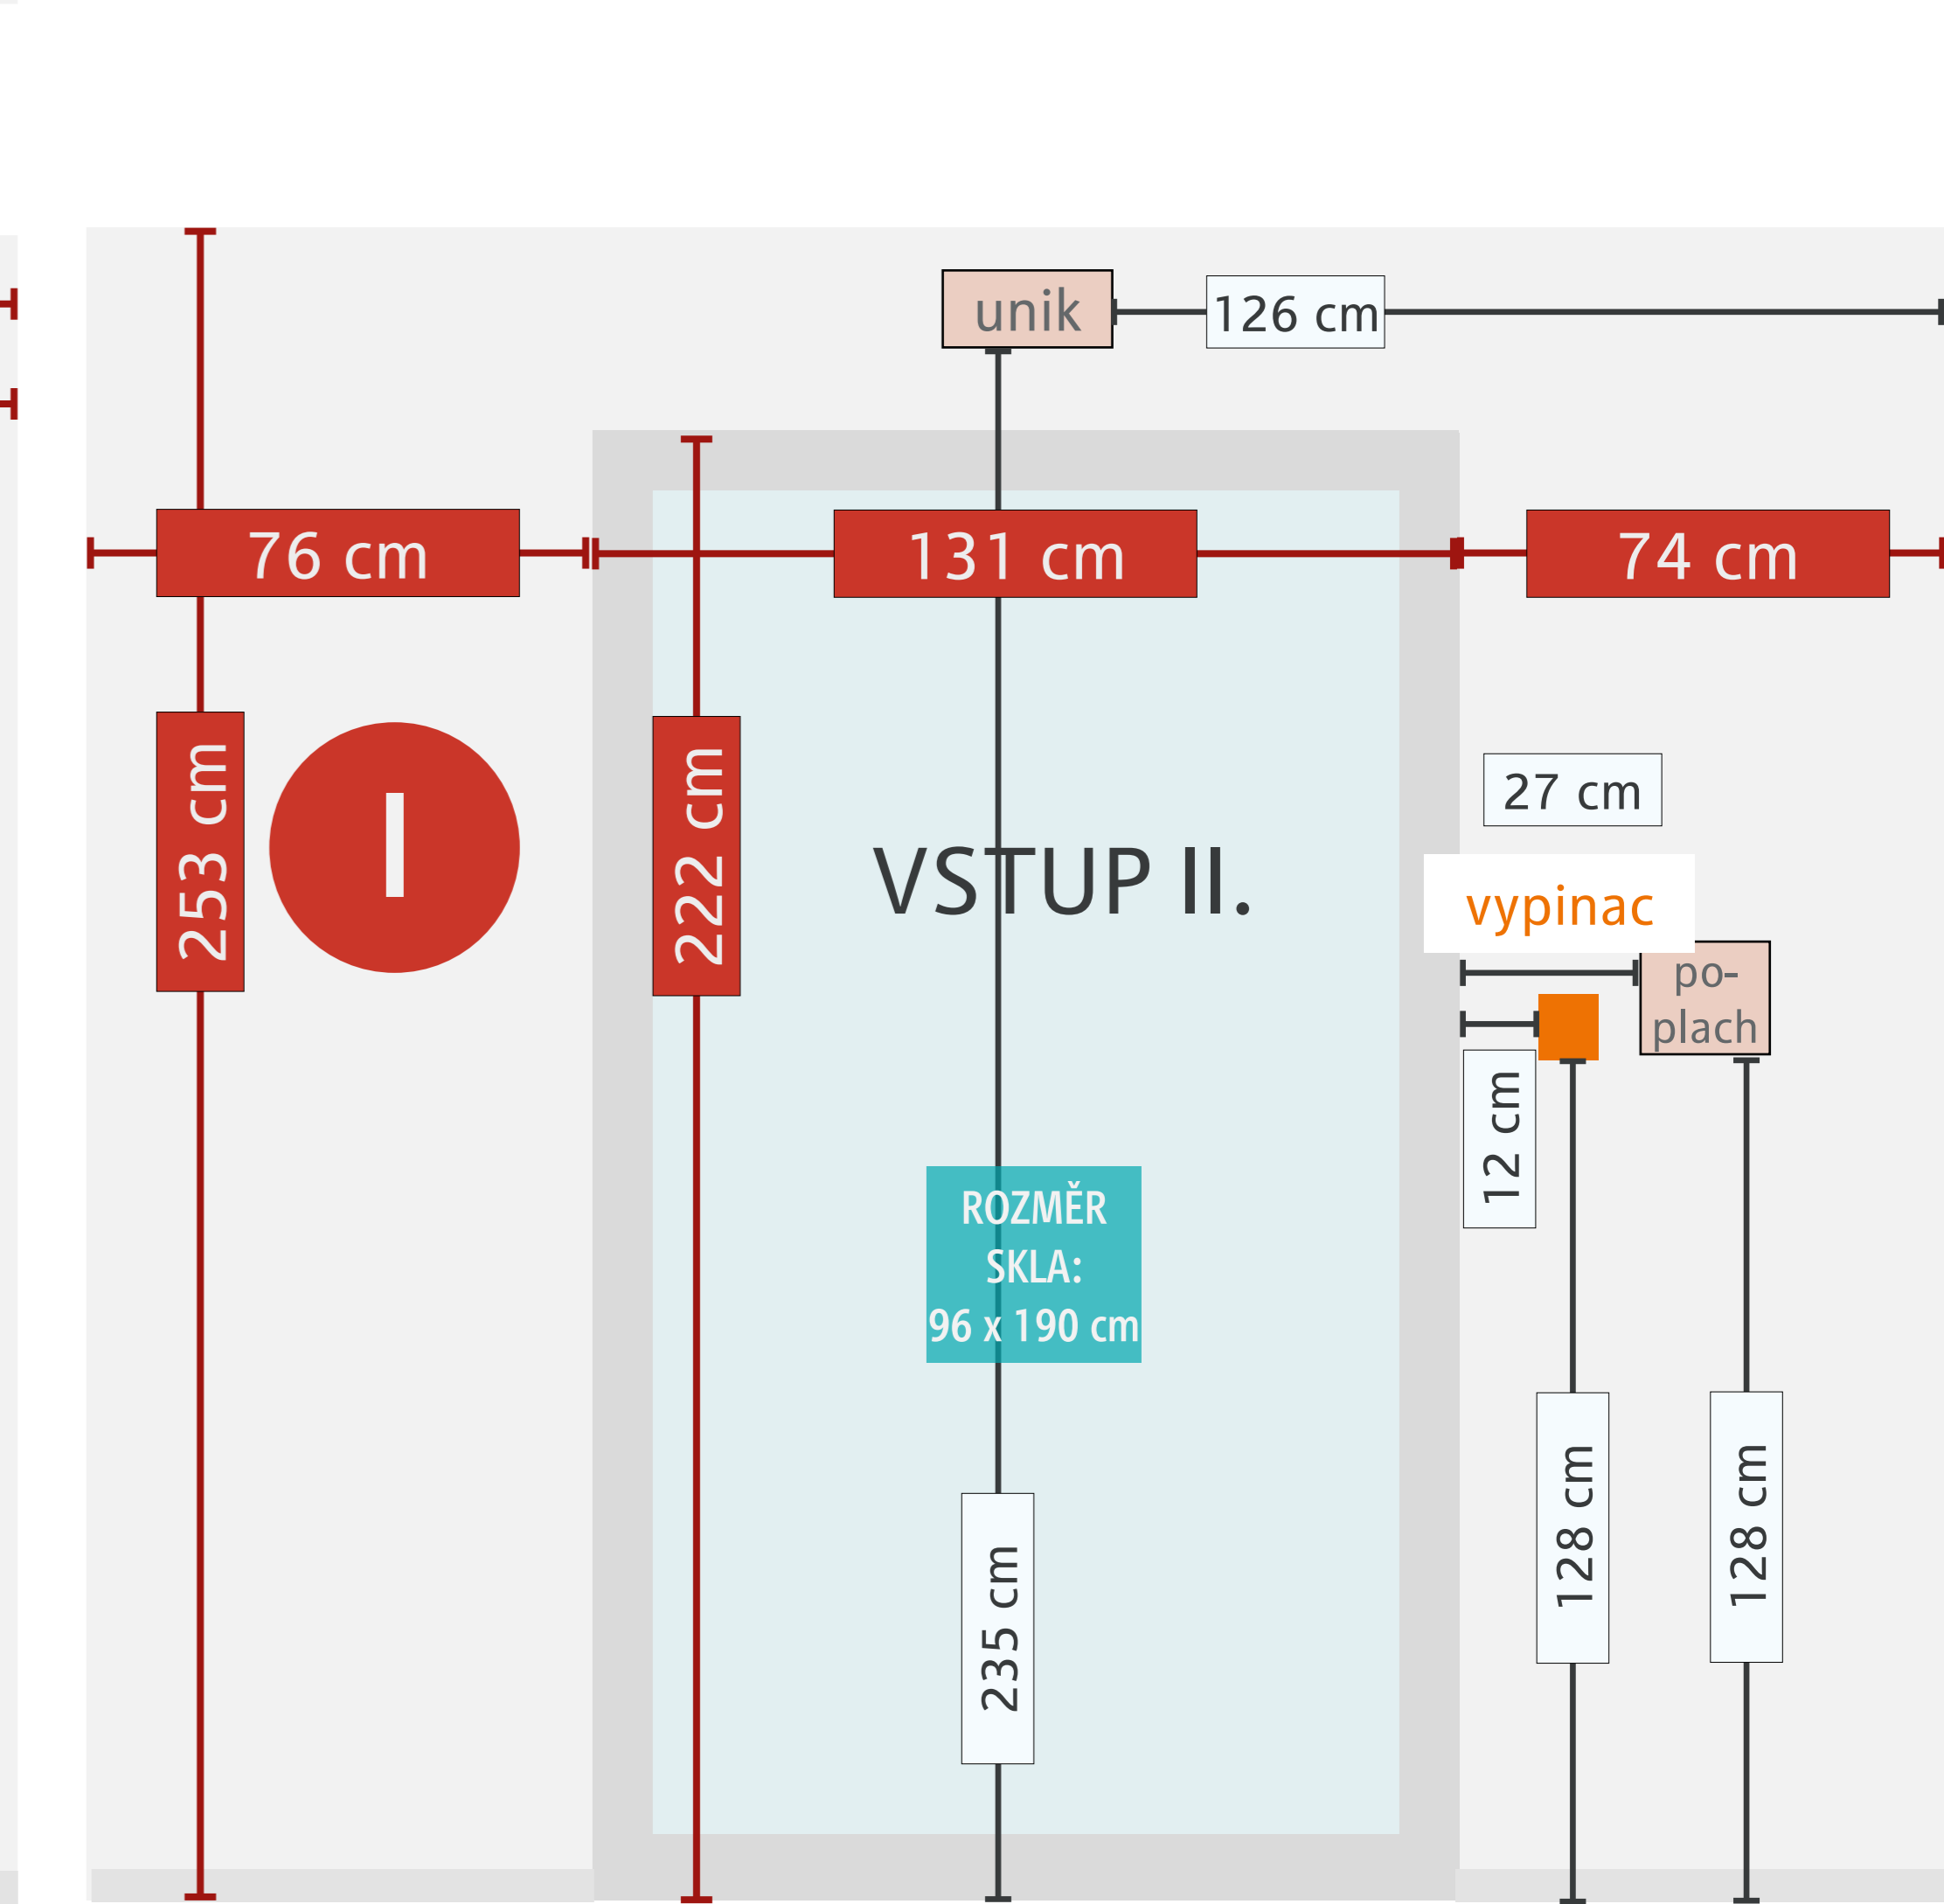 unik
126 cm
76 cm
131 cm
74 cm
253 cm
I
222 cm
VSTUP II.
27 cm
vypinac
po-
plach
12 cm
ROZMĚR
SKLA:
96 x 190 cm
235 cm
128 cm
128 cm